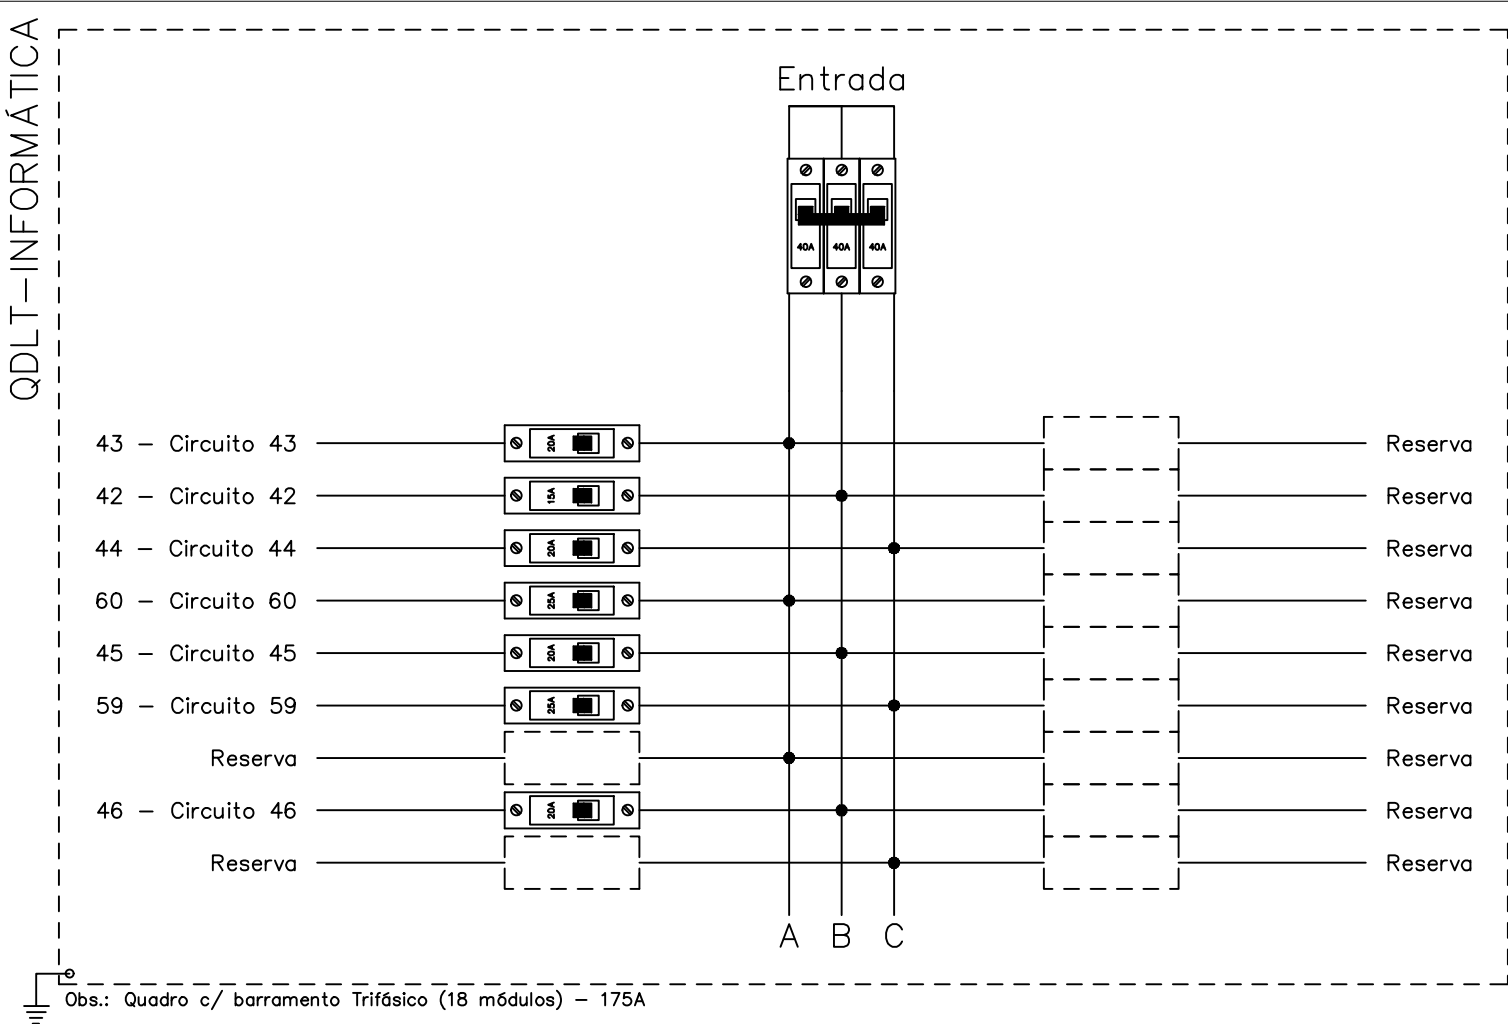 QDLT-INFORMÁTICA
Entrada
40A 40A 40A
43 - Circuito 43 20A Reserva
42 - Circuito 42 15A Reserva
44 - Circuito 44 20A Reserva
60 - Circuito 60 25A Reserva
45 - Circuito 45 20A Reserva
59 - Circuito 59 25A Reserva
Reserva Reserva
46 - Circuito 46 20A Reserva
Reserva Reserva
A B C
Obs.: Quadro c/ barramento Trifásico (18 módulos) - 175A